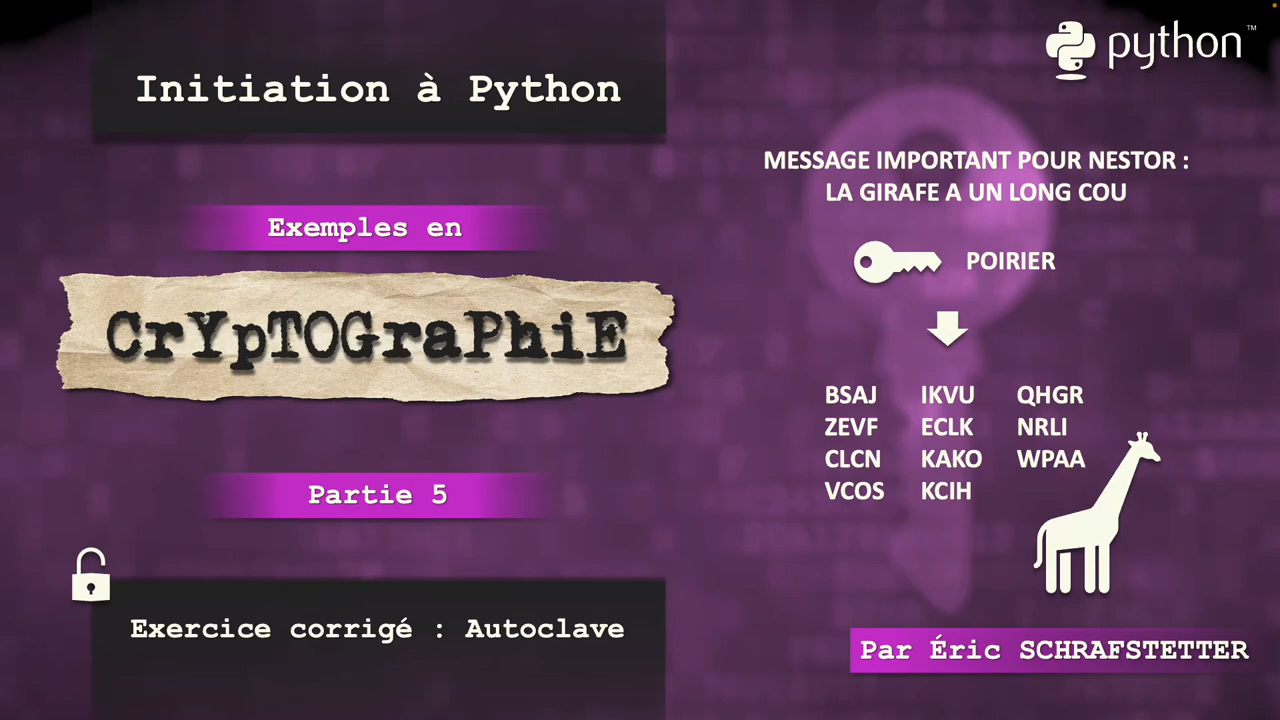 Initiation à Python
Exemples en
CrYpTOGraPhiE
Partie 5
Exercice corrigé : Autoclave
python™
MESSAGE IMPORTANT POUR NESTOR :
LA GIRAFE A UN LONG COU
POIRIER
BSAJ IKVU QHGR
ZEVF ECLK NRLI
CLCN KAKO WPAA
VCOS KCIH
Par Éric SCHRAFSTETTER